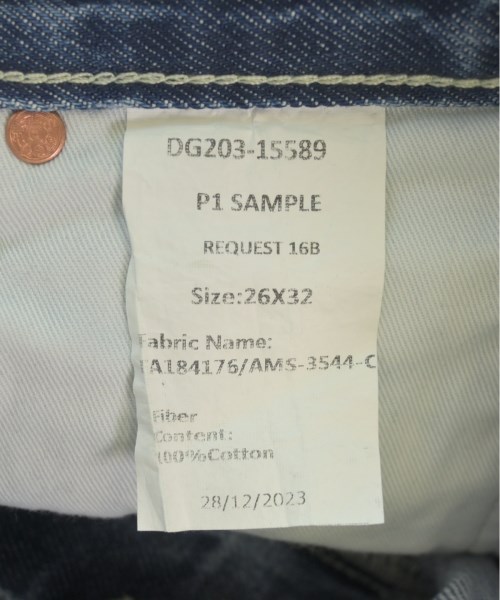 DG203-15589
P1 SAMPLE
REQUEST 16B
Size:26X32
Fabric Name:
TA184176/AMS-3544-C
Fiber
Content:
100%Cotton
28/12/2023